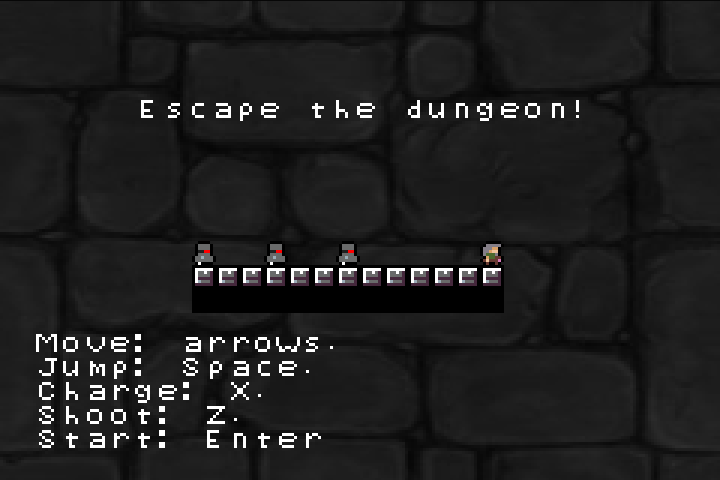 Escape the dungeon!
Move: arrows.
Jump: Space.
Charge: X.
Shoot: Z.
Start: Enter